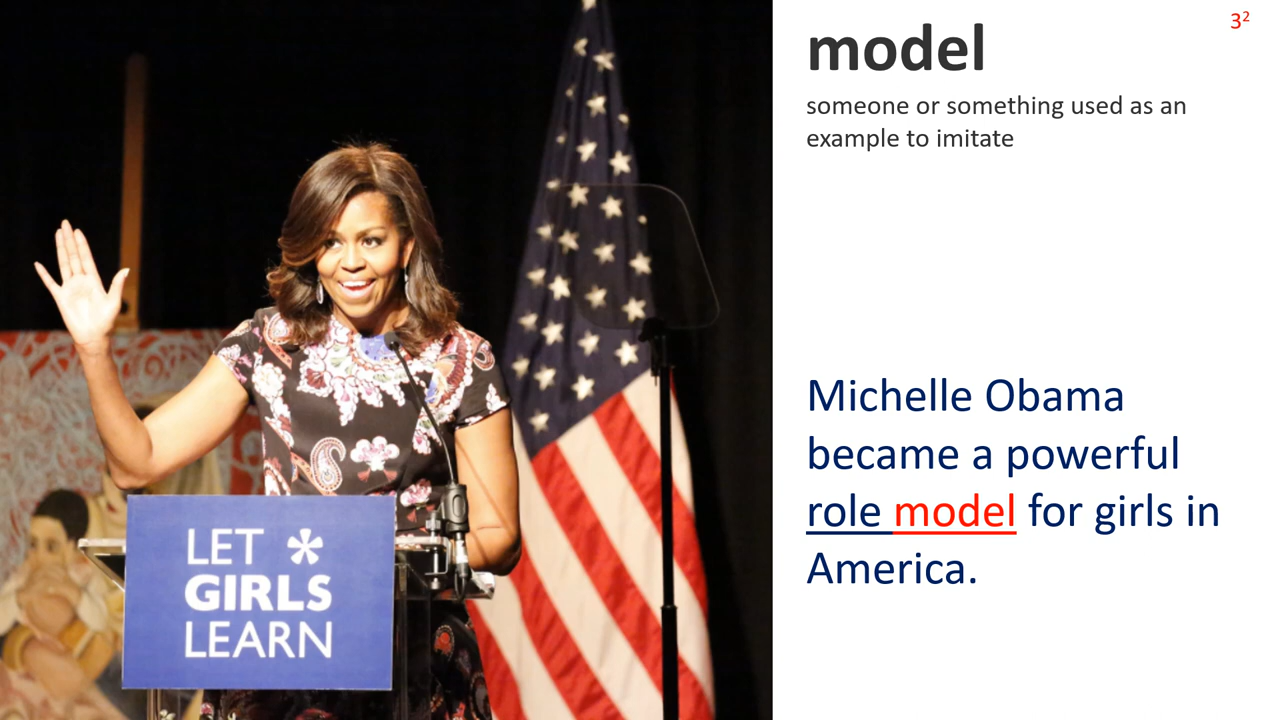 3²
model
someone or something used as an
example to imitate
Michelle Obama
became a powerful
role model for girls in
America.
LET *
GIRLS
LEARN